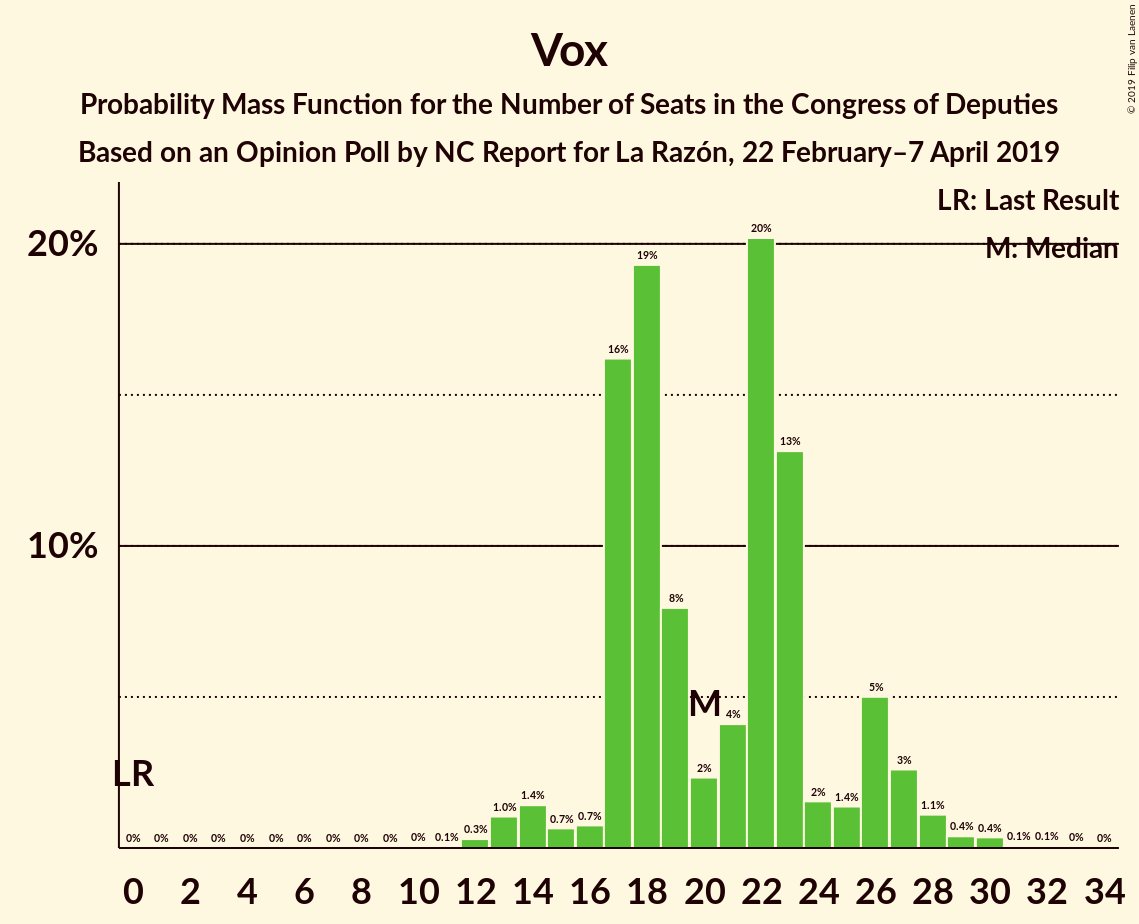 Vox
Probability Mass Function for the Number of Seats in the Congress of Deputies
Based on an Opinion Poll by NC Report for La Razón, 22 February–7 April 2019
© 2019 Filip van Laenen
LR: Last Result
M: Median
20%
10%
LR
M
0% 0% 0% 0% 0% 0% 0% 0% 0% 0% 0% 0.1% 0.3% 1.0% 1.4% 0.7% 0.7% 16% 19% 8% 2% 4% 20% 13% 2% 1.4% 5% 3% 1.1% 0.4% 0.4% 0.1% 0.1% 0% 0%
0 2 4 6 8 10 12 14 16 18 20 22 24 26 28 30 32 34